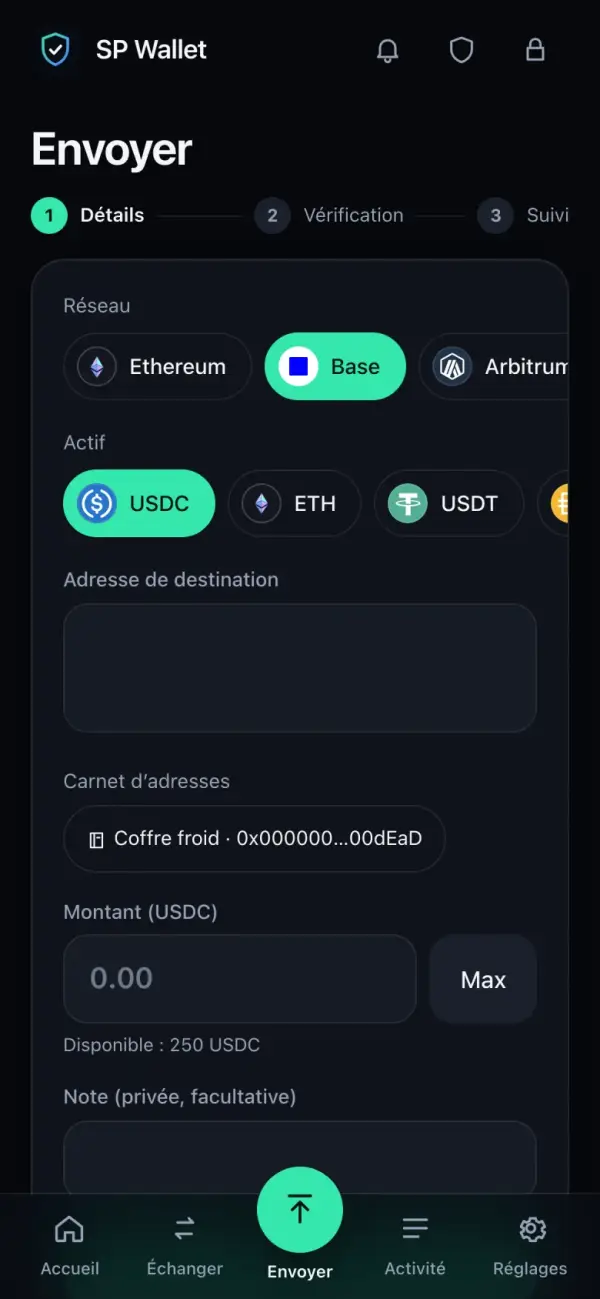 SP Wallet
Envoyer
1 Détails 2 Vérification 3 Suivi
Réseau
Ethereum Base Arbitrum
Actif
USDC ETH USDT
Adresse de destination
Carnet d’adresses
Coffre froid · 0x000000…00dEaD
Montant (USDC)
0.00 Max
Disponible : 250 USDC
Note (privée, facultative)
Accueil Échanger Envoyer Activité Réglages